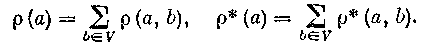 ρ(a) = ∑_{b∈V} ρ(a, b),   ρ*(a) = ∑_{b∈V} ρ*(a, b).